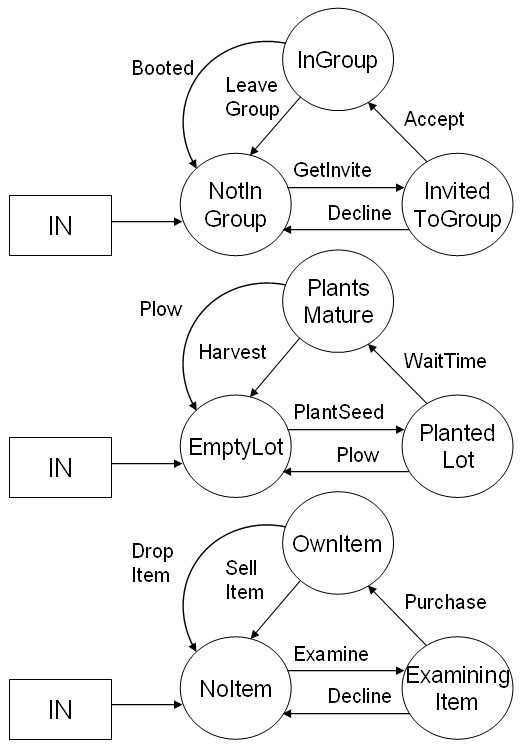 InGroup
Booted
Leave
Group
Accept
GetInvite
NotIn
Group
Invited
ToGroup
Decline
IN
Plants
Mature
Plow
Harvest
WaitTime
PlantSeed
EmptyLot
Planted
Lot
Plow
IN
OwnItem
Drop
Item
Sell
Item
Purchase
Examine
NoItem
Examining
Item
Decline
IN